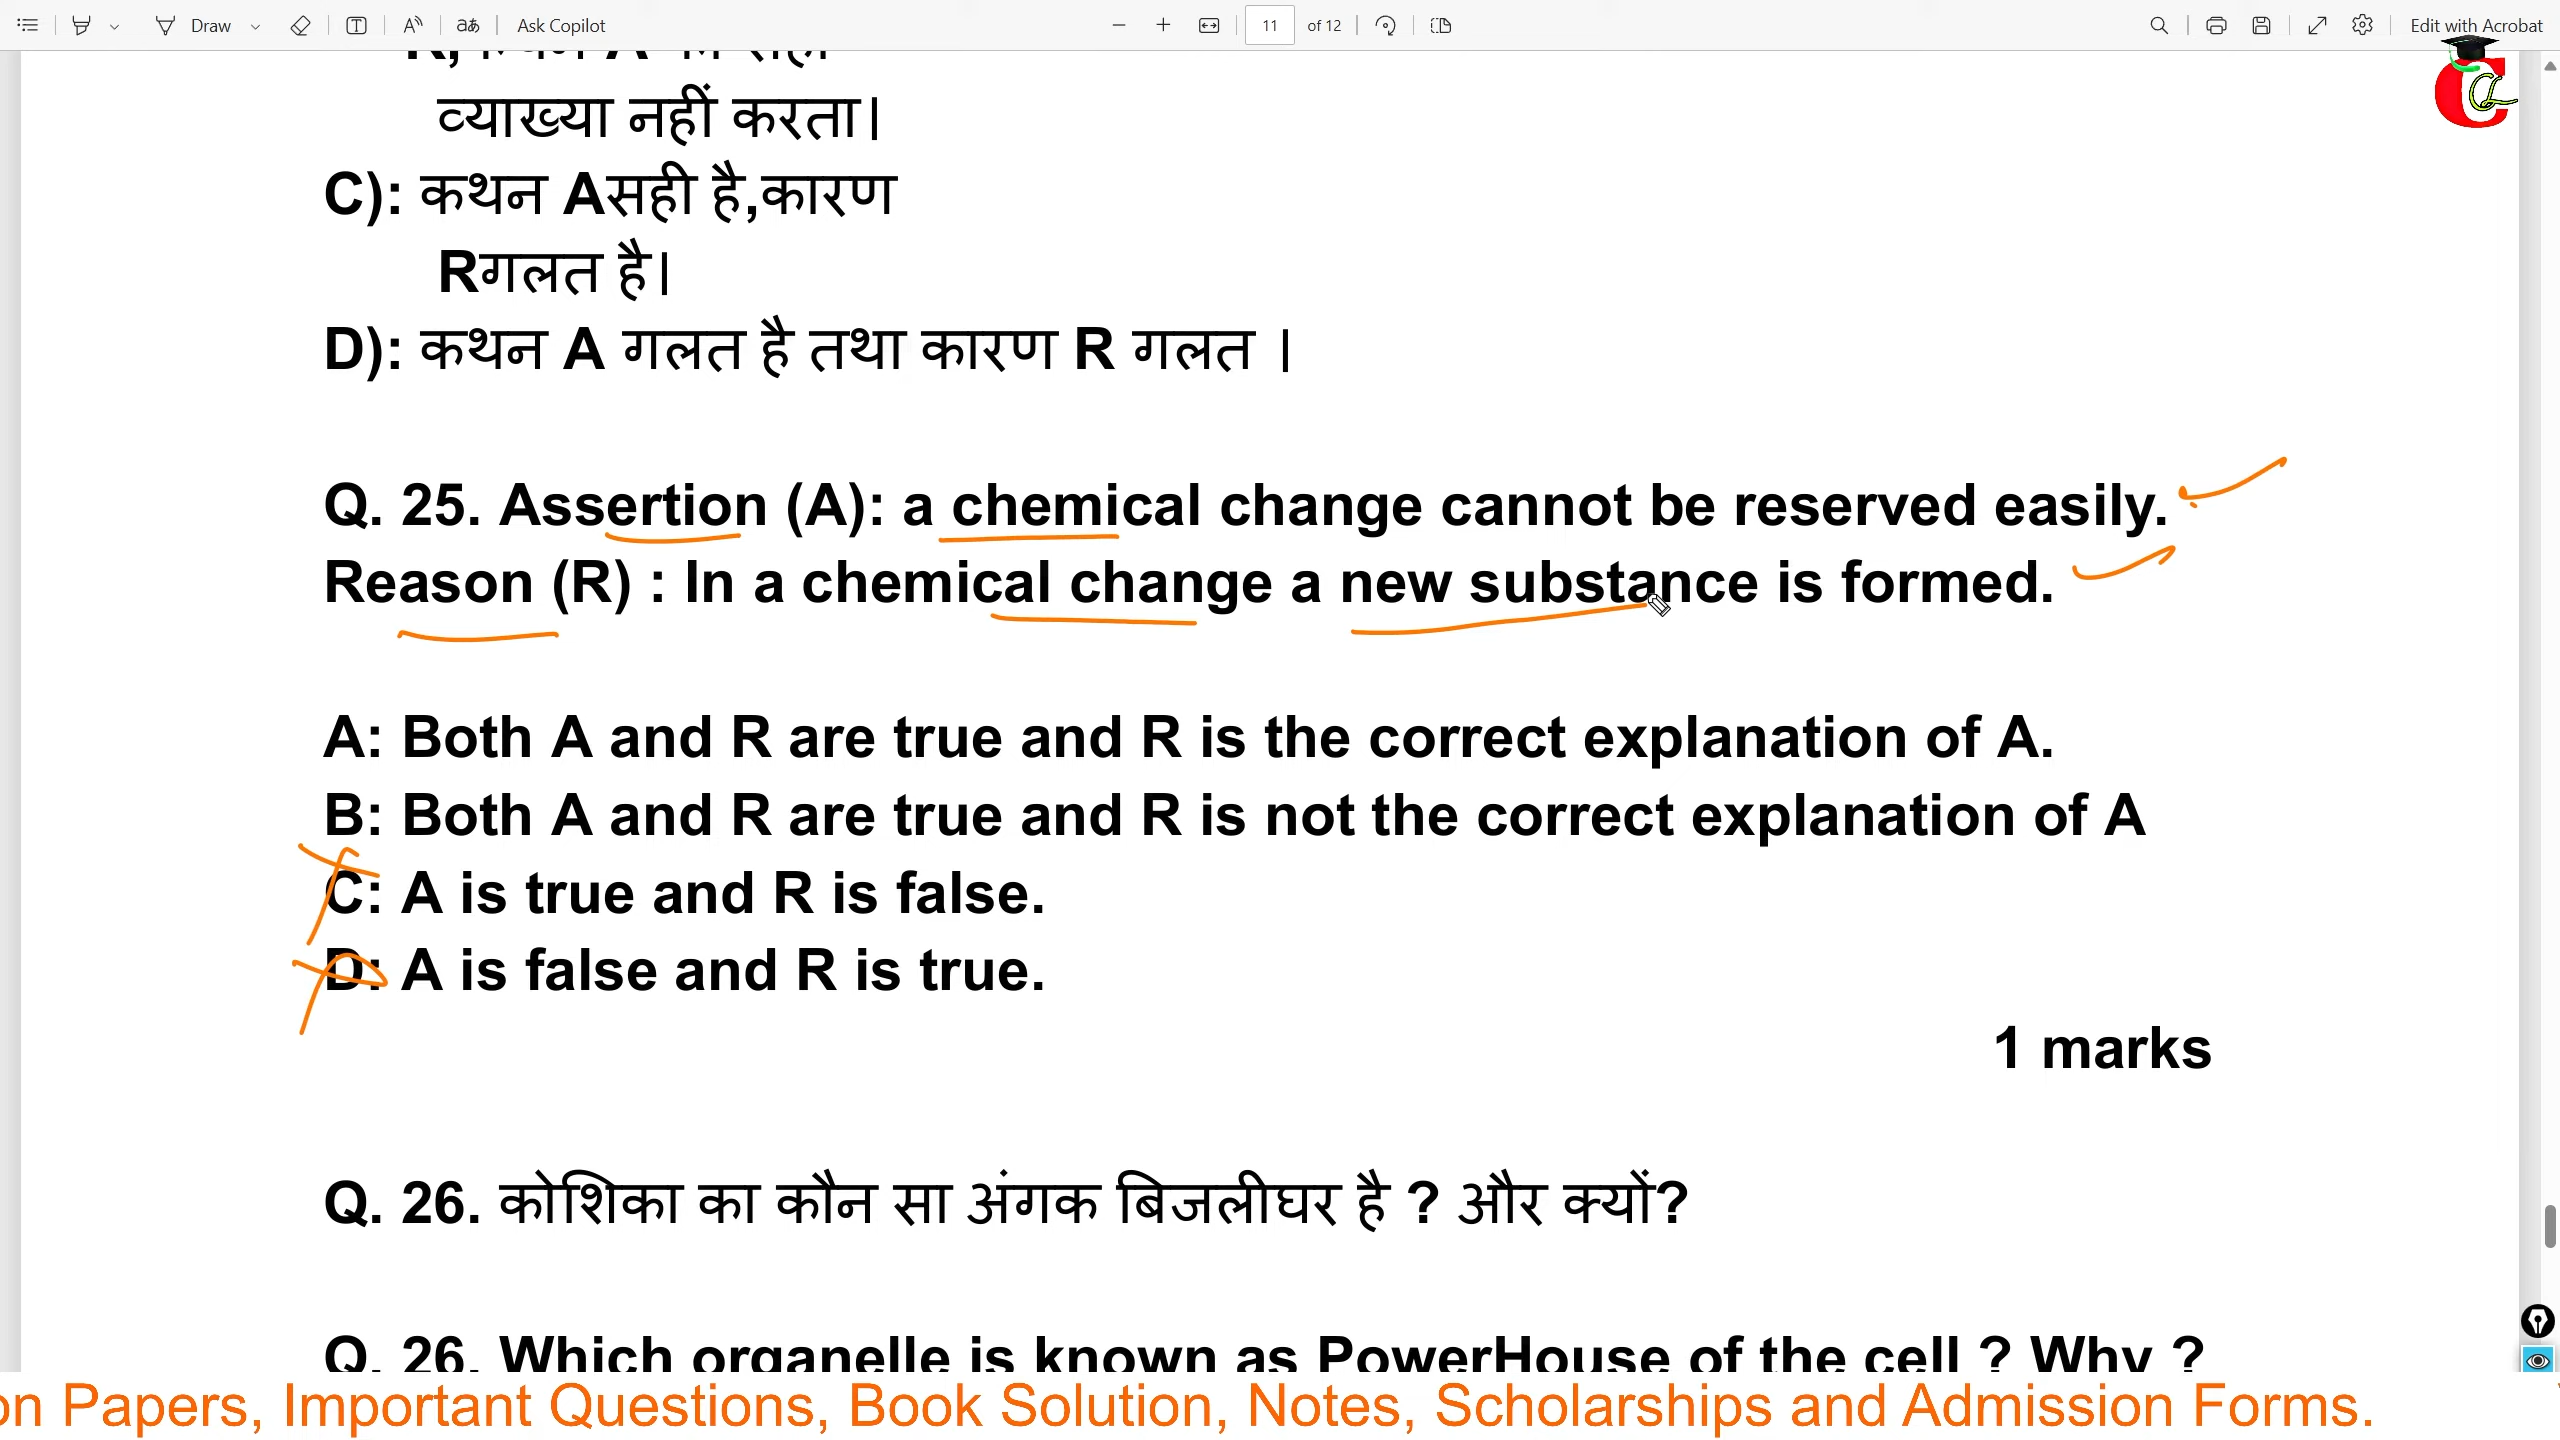 Draw
Ask Copilot
11 of 12
Edit with Acrobat
व्याख्या नहीं करता।
C): कथन Aसही है,कारण
Rगलत है।
D): कथन A गलत है तथा कारण R गलत ।
Q. 25. Assertion (A): a chemical change cannot be reserved easily.
Reason (R) : In a chemical change a new substance is formed.
A: Both A and R are true and R is the correct explanation of A.
B: Both A and R are true and R is not the correct explanation of A
C: A is true and R is false.
D: A is false and R is true.
1 marks
Q. 26. कोशिका का कौन सा अंगक बिजलीघर है ? और क्यों?
Q. 26. Which organelle is known as PowerHouse of the cell ? Why ?
on Papers, Important Questions, Book Solution, Notes, Scholarships and Admission Forms.